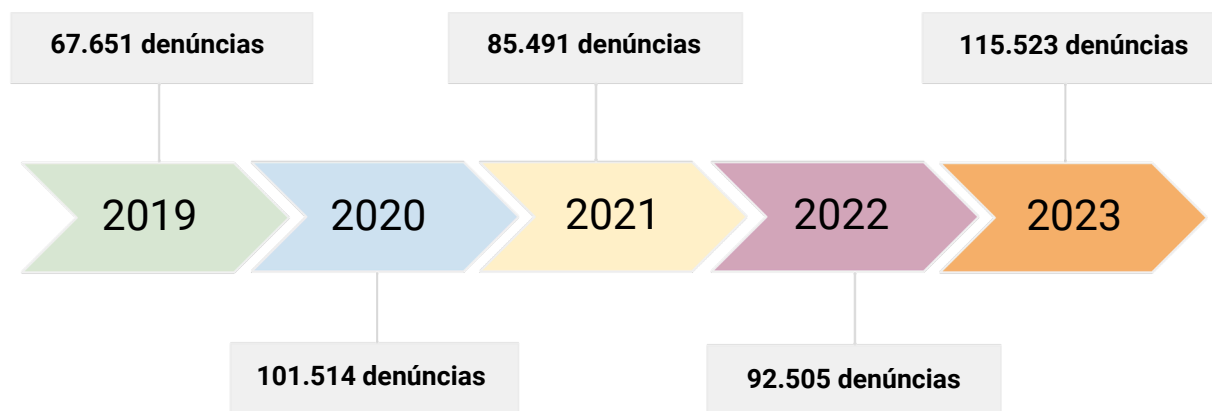 67.651 denúncias
85.491 denúncias
115.523 denúncias
2019
2020
2021
2022
2023
101.514 denúncias
92.505 denúncias